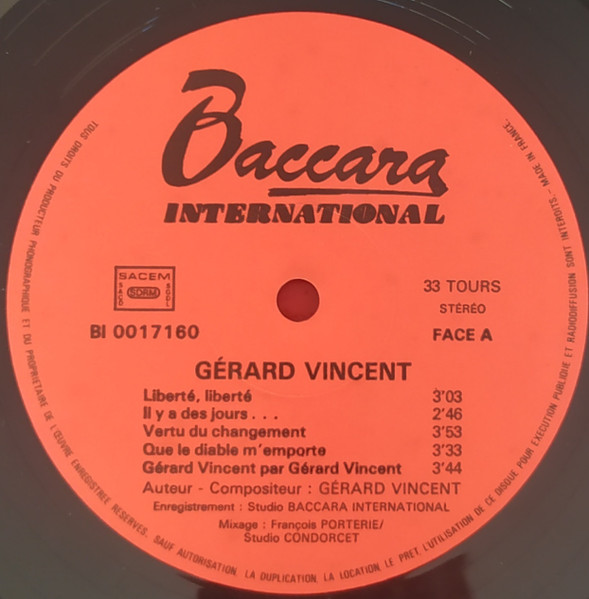 Baccara
INTERNATIONAL
SACEM
SACD
SDRM
SGDL
33 TOURS
STÉRÉO
BI 0017160
FACE A
GÉRARD VINCENT
Liberté, liberté 3'03
Il y a des jours . . . 2'46
Vertu du changement 3'53
Que le diable m'emporte 3'33
Gérard Vincent par Gérard Vincent 3'44
Auteur - Compositeur : GÉRARD VINCENT
Enregistrement : Studio BACCARA INTERNATIONAL
Mixage : François PORTERIE/
Studio CONDORCET
TOUS DROITS DU PRODUCTEUR PHONOGRAPHIQUE ET DU PROPRIETAIRE DE L'ŒUVRE ENREGISTREE RESERVES. SAUF AUTORISATION. LA DUPLICATION, LA LOCATION, LE PRET, L'UTILISATION DE CE DISQUE POUR EXECUTION PUBLIQUE ET RADIODIFFUSION SONT INTERDITS. - MADE IN FRANCE.